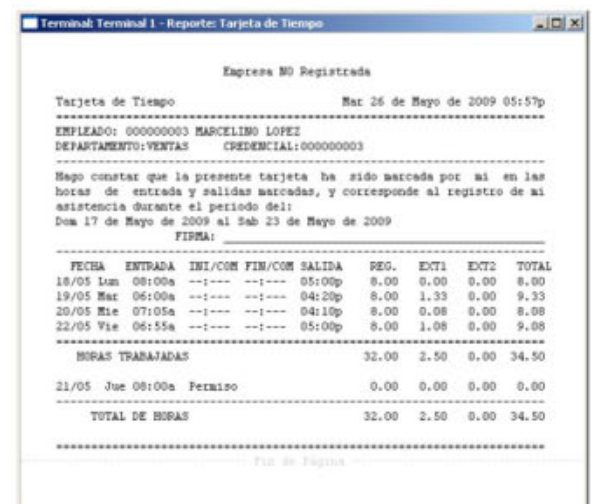 Terminal: Terminal 1 - Reporte: Tarjeta de Tiempo
Empresa NO Registrada
Tarjeta de Tiempo Mar 26 de Mayo de 2009 05:57p
EMPLEADO: 000000003 MARCELINO LOPEZ
DEPARTAMENTO:VENTAS CREDENCIAL:000000003
Hago constar que la presente tarjeta ha sido marcada por mi en las
horas de entrada y salidas marcadas, y corresponde al registro de mi
asistencia durante el periodo del:
Dom 17 de Mayo de 2009 al Sab 23 de Mayo de 2009
FIRMA:
FECHA ENTRADA INI/COM FIN/COM SALIDA REG. EXT1 EXT2 TOTAL
18/05 Lun 08:00a --:--- --:--- 05:00p 8.00 0.00 0.00 8.00
19/05 Mar 06:00a --:--- --:--- 04:20p 8.00 1.33 0.00 9.33
20/05 Mie 07:05a --:--- --:--- 04:10p 8.00 0.08 0.00 8.08
22/05 Vie 06:55a --:--- --:--- 05:00p 8.00 1.08 0.00 9.08
HORAS TRABAJADAS 32.00 2.50 0.00 34.50
21/05 Jue 08:00a Permiso 0.00 0.00 0.00 0.00
TOTAL DE HORAS 32.00 2.50 0.00 34.50
Fin de Página